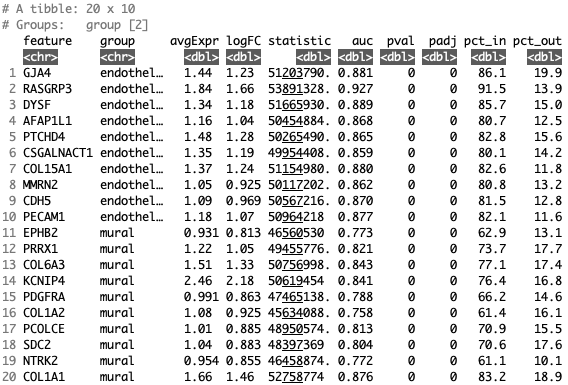 # A tibble: 20 x 10
# Groups: group [2]
feature group avgExpr logFC statistic auc pval padj pct_in pct_out
<chr> <chr> <dbl> <dbl> <dbl> <dbl> <dbl> <dbl> <dbl> <dbl>
1 GJA4 endothel… 1.44 1.23 51203790. 0.881 0 0 86.1 19.9
2 RASGRP3 endothel… 1.84 1.66 53891328. 0.927 0 0 91.5 13.9
3 DYSF endothel… 1.34 1.18 51665930. 0.889 0 0 85.7 15.0
4 AFAP1L1 endothel… 1.16 1.04 50454884. 0.868 0 0 80.7 12.5
5 PTCHD4 endothel… 1.48 1.28 50265490. 0.865 0 0 82.8 15.6
6 CSGALNACT1 endothel… 1.35 1.19 49954408. 0.859 0 0 80.1 14.2
7 COL15A1 endothel… 1.37 1.24 51154980. 0.880 0 0 82.6 11.8
8 MMRN2 endothel… 1.05 0.925 50117202. 0.862 0 0 80.8 13.2
9 CDH5 endothel… 1.09 0.969 50567216. 0.870 0 0 81.5 12.8
10 PECAM1 endothel… 1.18 1.07 50964218 0.877 0 0 82.1 11.6
11 EPHB2 mural 0.931 0.813 46560530 0.773 0 0 62.9 13.1
12 PRRX1 mural 1.22 1.05 49455776. 0.821 0 0 73.7 17.7
13 COL6A3 mural 1.51 1.33 50756998. 0.843 0 0 77.1 17.4
14 KCNIP4 mural 2.46 2.18 50619454 0.841 0 0 76.4 16.8
15 PDGFRA mural 0.991 0.863 47465138. 0.788 0 0 66.2 14.6
16 COL1A2 mural 1.08 0.925 45634088. 0.758 0 0 61.4 16.1
17 PCOLCE mural 1.01 0.885 48950574. 0.813 0 0 70.9 15.5
18 SDC2 mural 1.04 0.883 48397369 0.804 0 0 70.6 17.6
19 NTRK2 mural 0.954 0.855 46458874. 0.772 0 0 61.1 10.1
20 COL1A1 mural 1.66 1.46 52758774 0.876 0 0 83.2 18.9